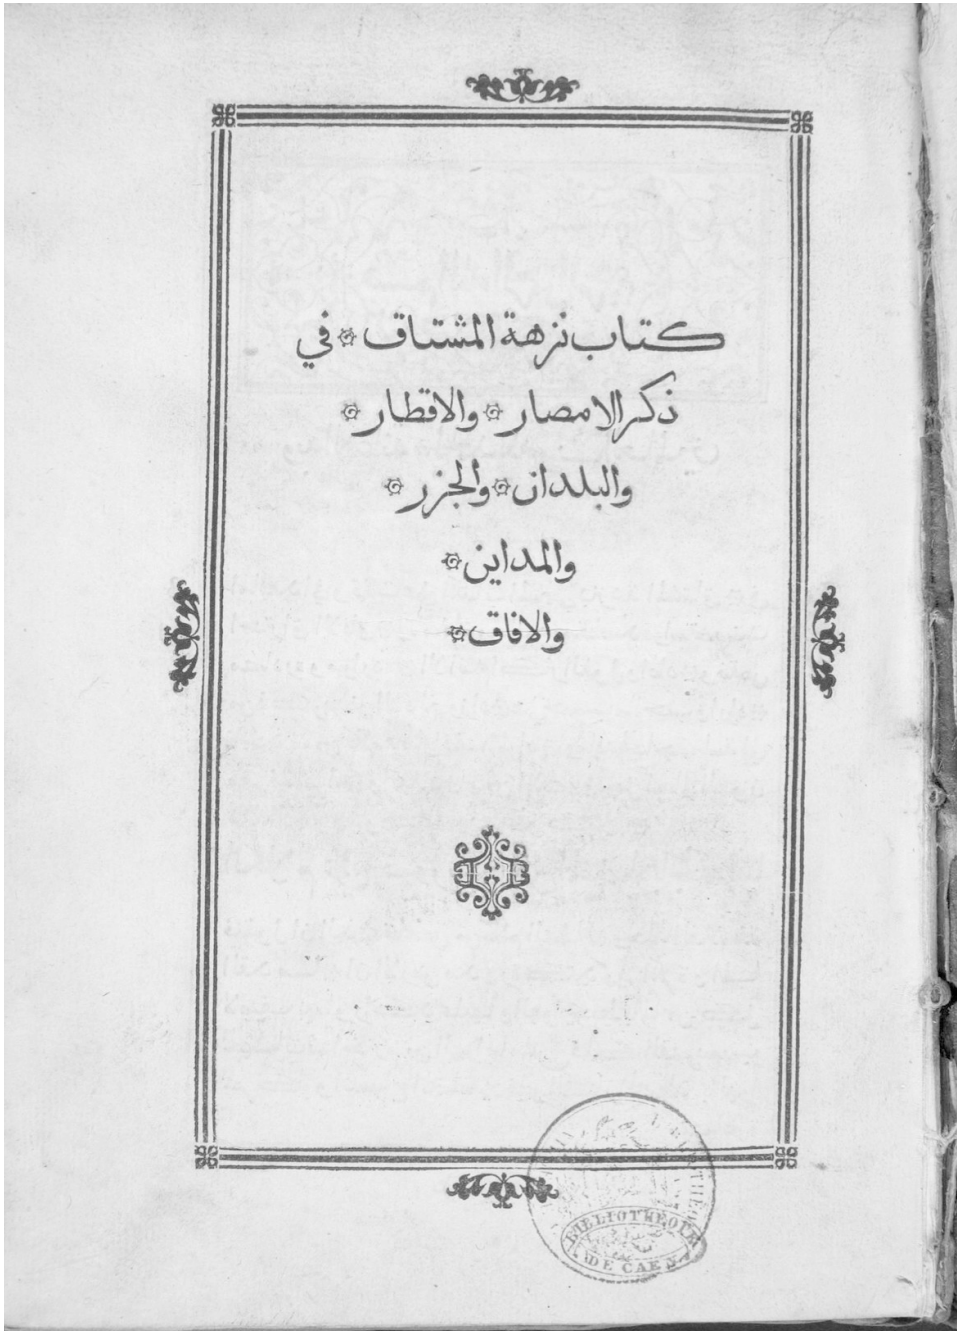 كتاب نزهة المشتاق ۞ في
ذكر الامصار ۞ والاقطار ۞
والبلدان ۞ والجزر ۞
والمداين ۞
والافاق ۞
BIBLIOTHEQUE
DE CAEN